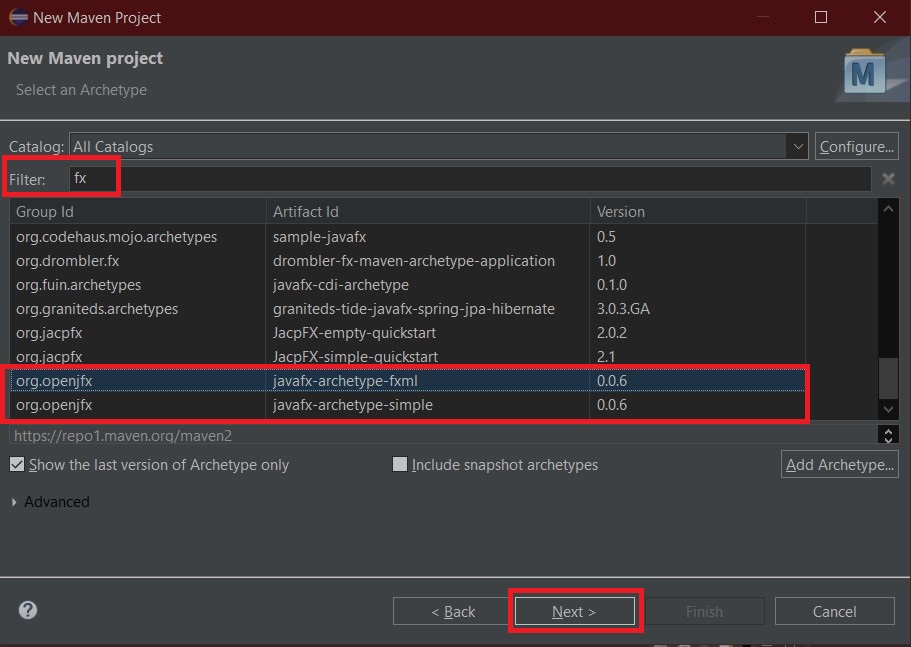 New Maven Project
New Maven project
Select an Archetype
M
Catalog: All Catalogs Configure...
Filter: fx
Group Id Artifact Id Version
org.codehaus.mojo.archetypes sample-javafx 0.5
org.drombler.fx drombler-fx-maven-archetype-application 1.0
org.fuin.archetypes javafx-cdi-archetype 0.1.0
org.graniteds.archetypes graniteds-tide-javafx-spring-jpa-hibernate 3.0.3.GA
org.jacpfx JacpFX-empty-quickstart 2.0.2
org.jacpfx JacpFX-simple-quickstart 2.1
org.openjfx javafx-archetype-fxml 0.0.6
org.openjfx javafx-archetype-simple 0.0.6
https://repo1.maven.org/maven2
Show the last version of Archetype only Include snapshot archetypes Add Archetype...
Advanced
? < Back Next > Finish Cancel